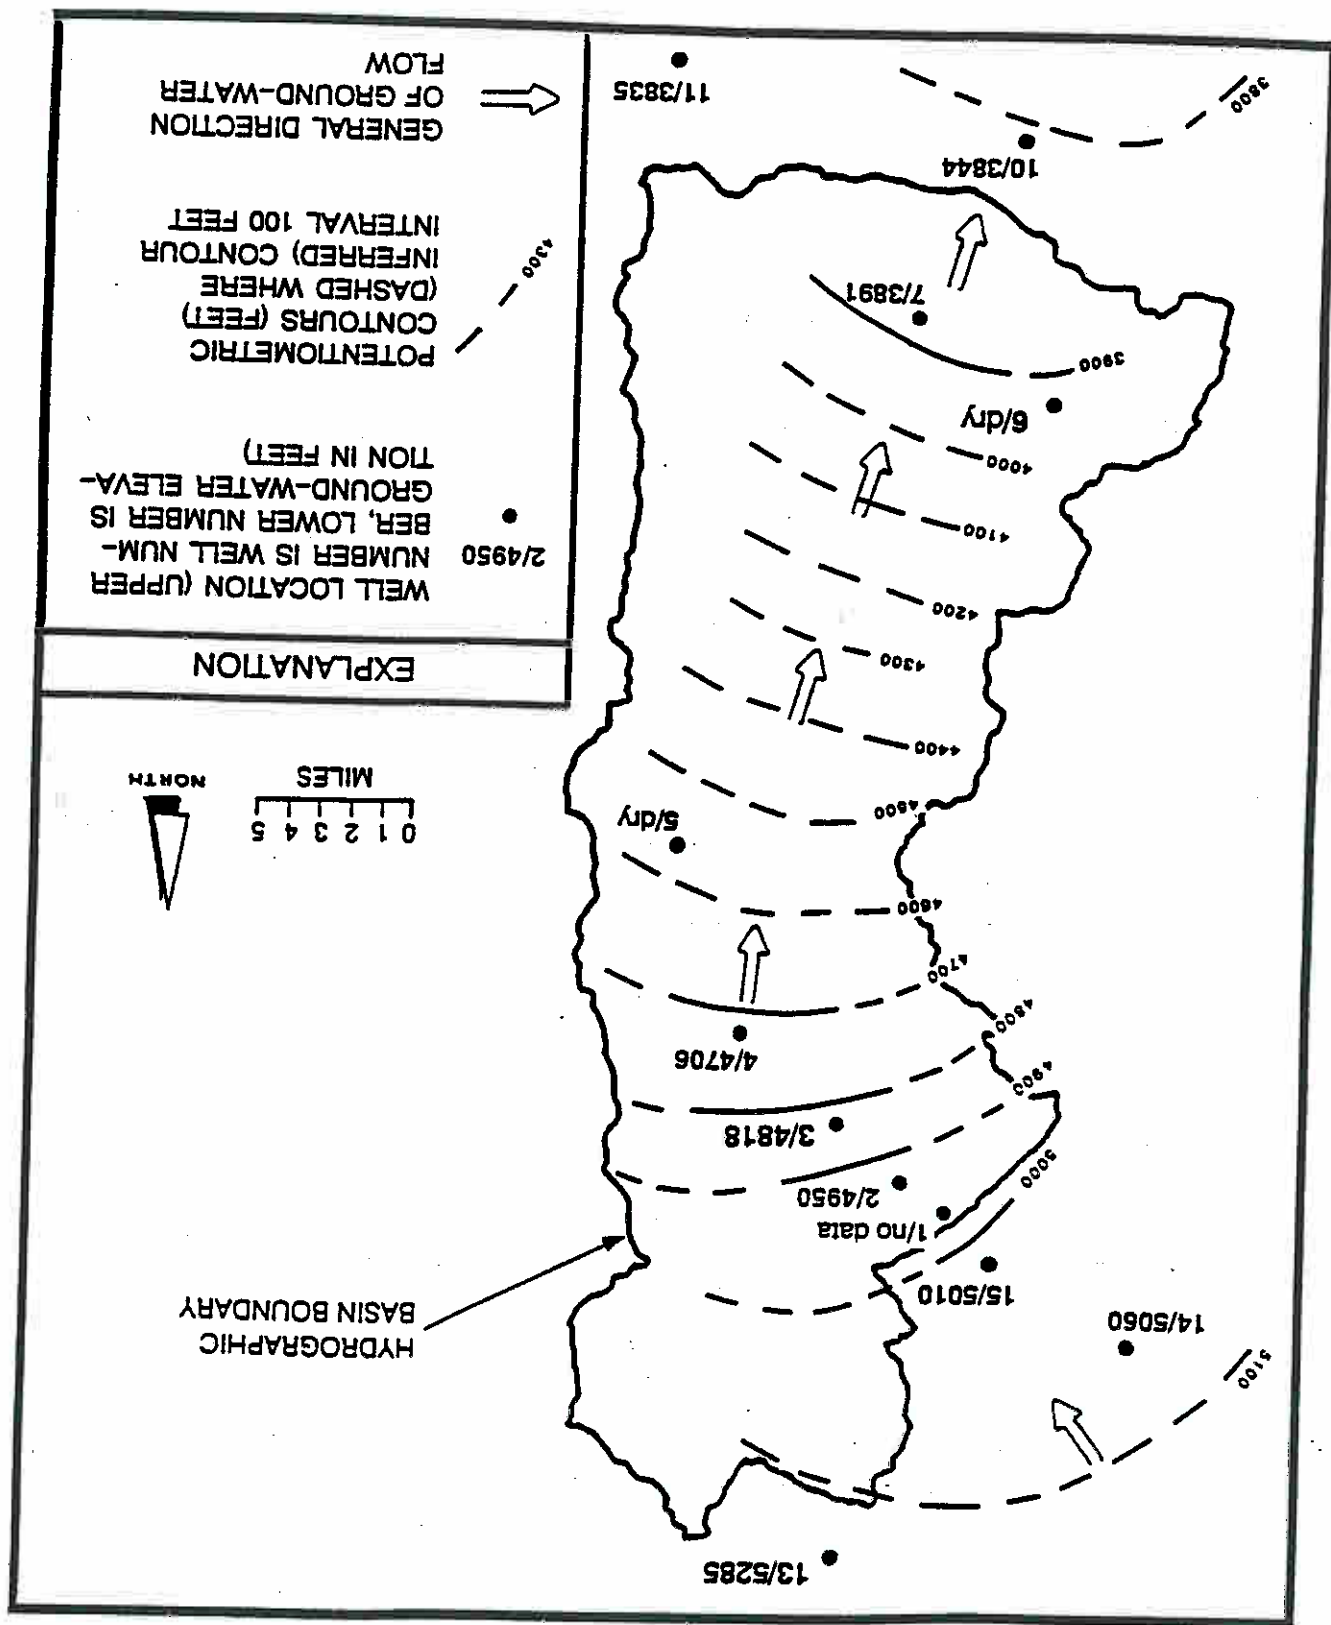 13/5285
5100
14/5060
HYDROGRAPHIC
BASIN BOUNDARY
15/5010
1/no data
2/4950
5000
3/4818
4900
4/4706
4800
4700
4600
5/dry
4500
0 1 2 3 4 5
MILES
NORTH
4400
4300
4200
4100
4000
6/dry
3900
7/3891
10/3844
3800
11/3835
EXPLANATION
2/4950
WELL LOCATION (UPPER
NUMBER IS WELL NUM-
BER, LOWER NUMBER IS
GROUND-WATER ELEVA-
TION IN FEET)
4300
POTENTIOMETRIC
CONTOURS (FEET)
(DASHED WHERE
INFERRED) CONTOUR
INTERVAL 100 FEET
GENERAL DIRECTION
OF GROUND-WATER
FLOW